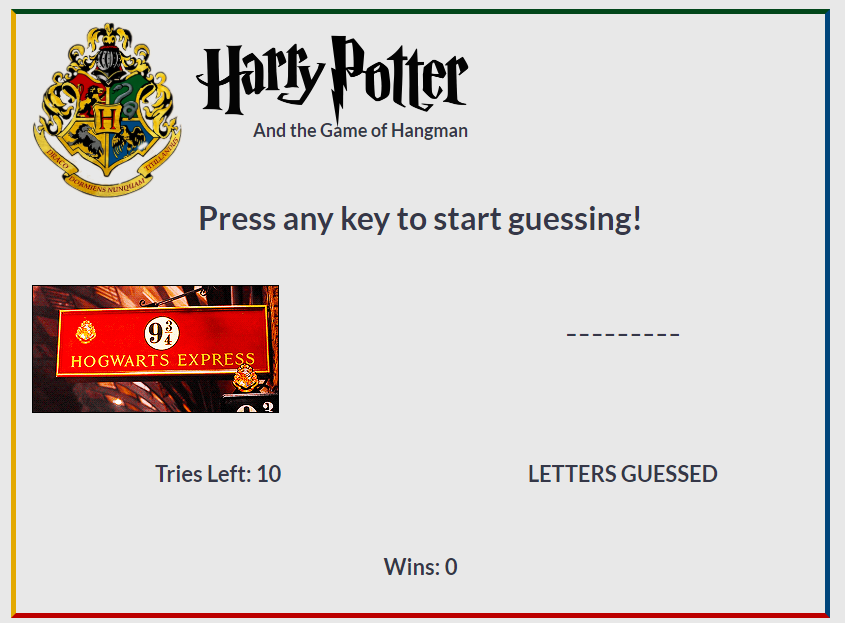 Harry Potter
And the Game of Hangman
DRACO DORMIENS NUNQUAM TITILLANDUS
Press any key to start guessing!
9 3/4
HOGWARTS EXPRESS
_ _ _ _ _ _ _ _ _
Tries Left: 10
LETTERS GUESSED
Wins: 0